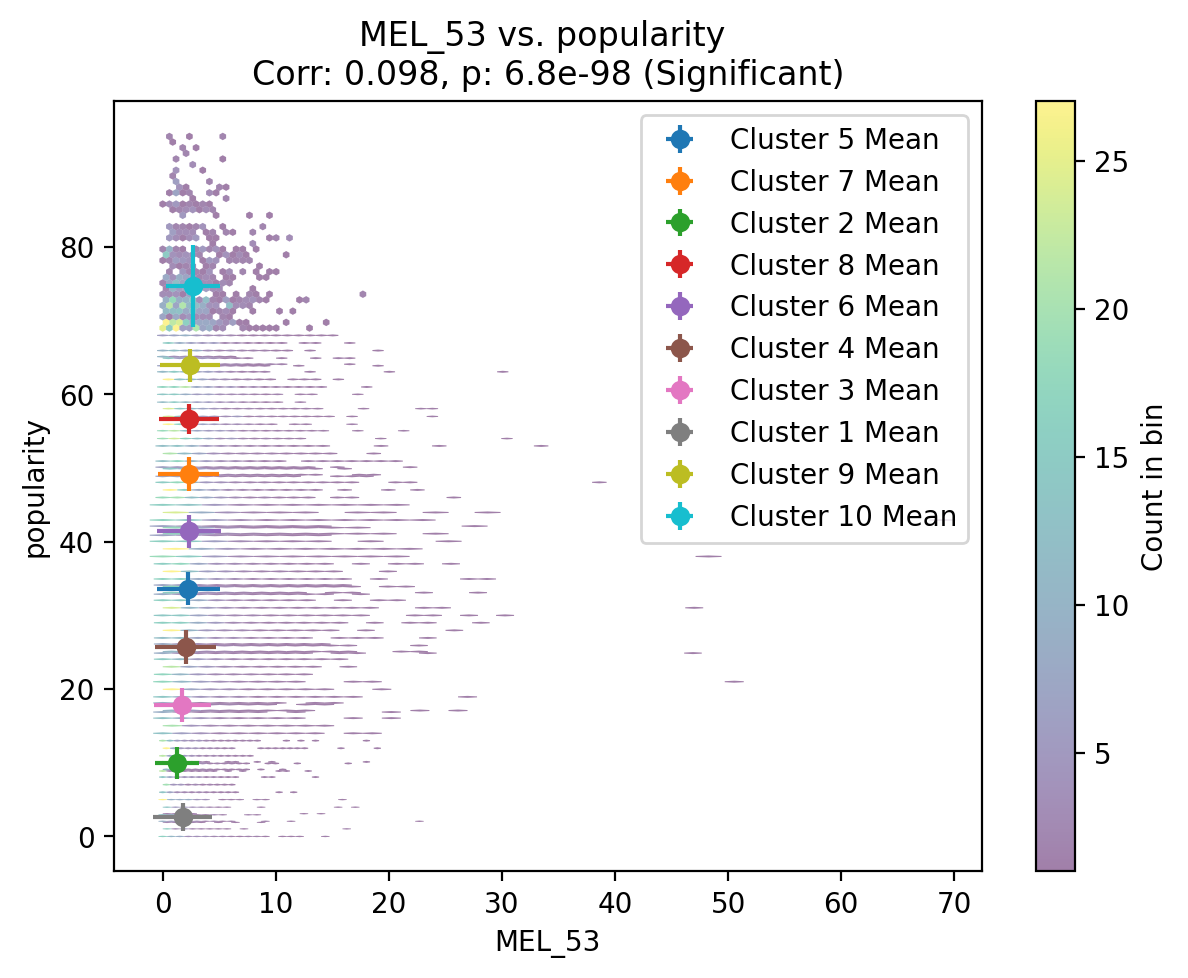 MEL_53 vs. popularity
Corr: 0.098, p: 6.8e-98 (Significant)
popularity
80
60
40
20
0
Cluster 5 Mean
Cluster 7 Mean
Cluster 2 Mean
Cluster 8 Mean
Cluster 6 Mean
Cluster 4 Mean
Cluster 3 Mean
Cluster 1 Mean
Cluster 9 Mean
Cluster 10 Mean
0 10 20 30 40 50 60 70
MEL_53
25
20
15
10
5
Count in bin